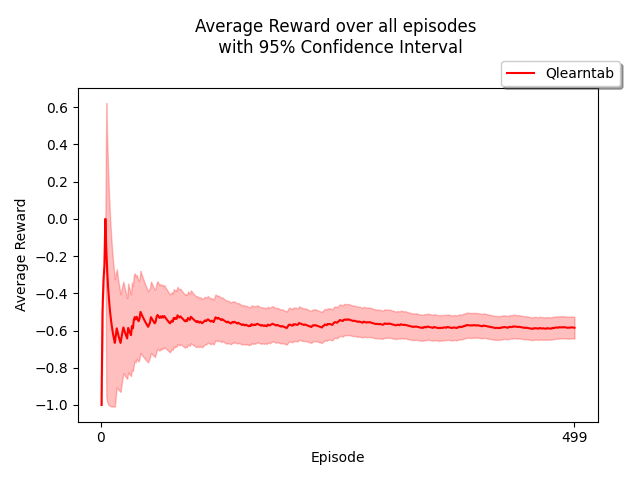 Average Reward over all episodes
with 95% Confidence Interval
Qlearntab
Average Reward
0.6
0.4
0.2
0.0
−0.2
−0.4
−0.6
−0.8
−1.0
0
499
Episode